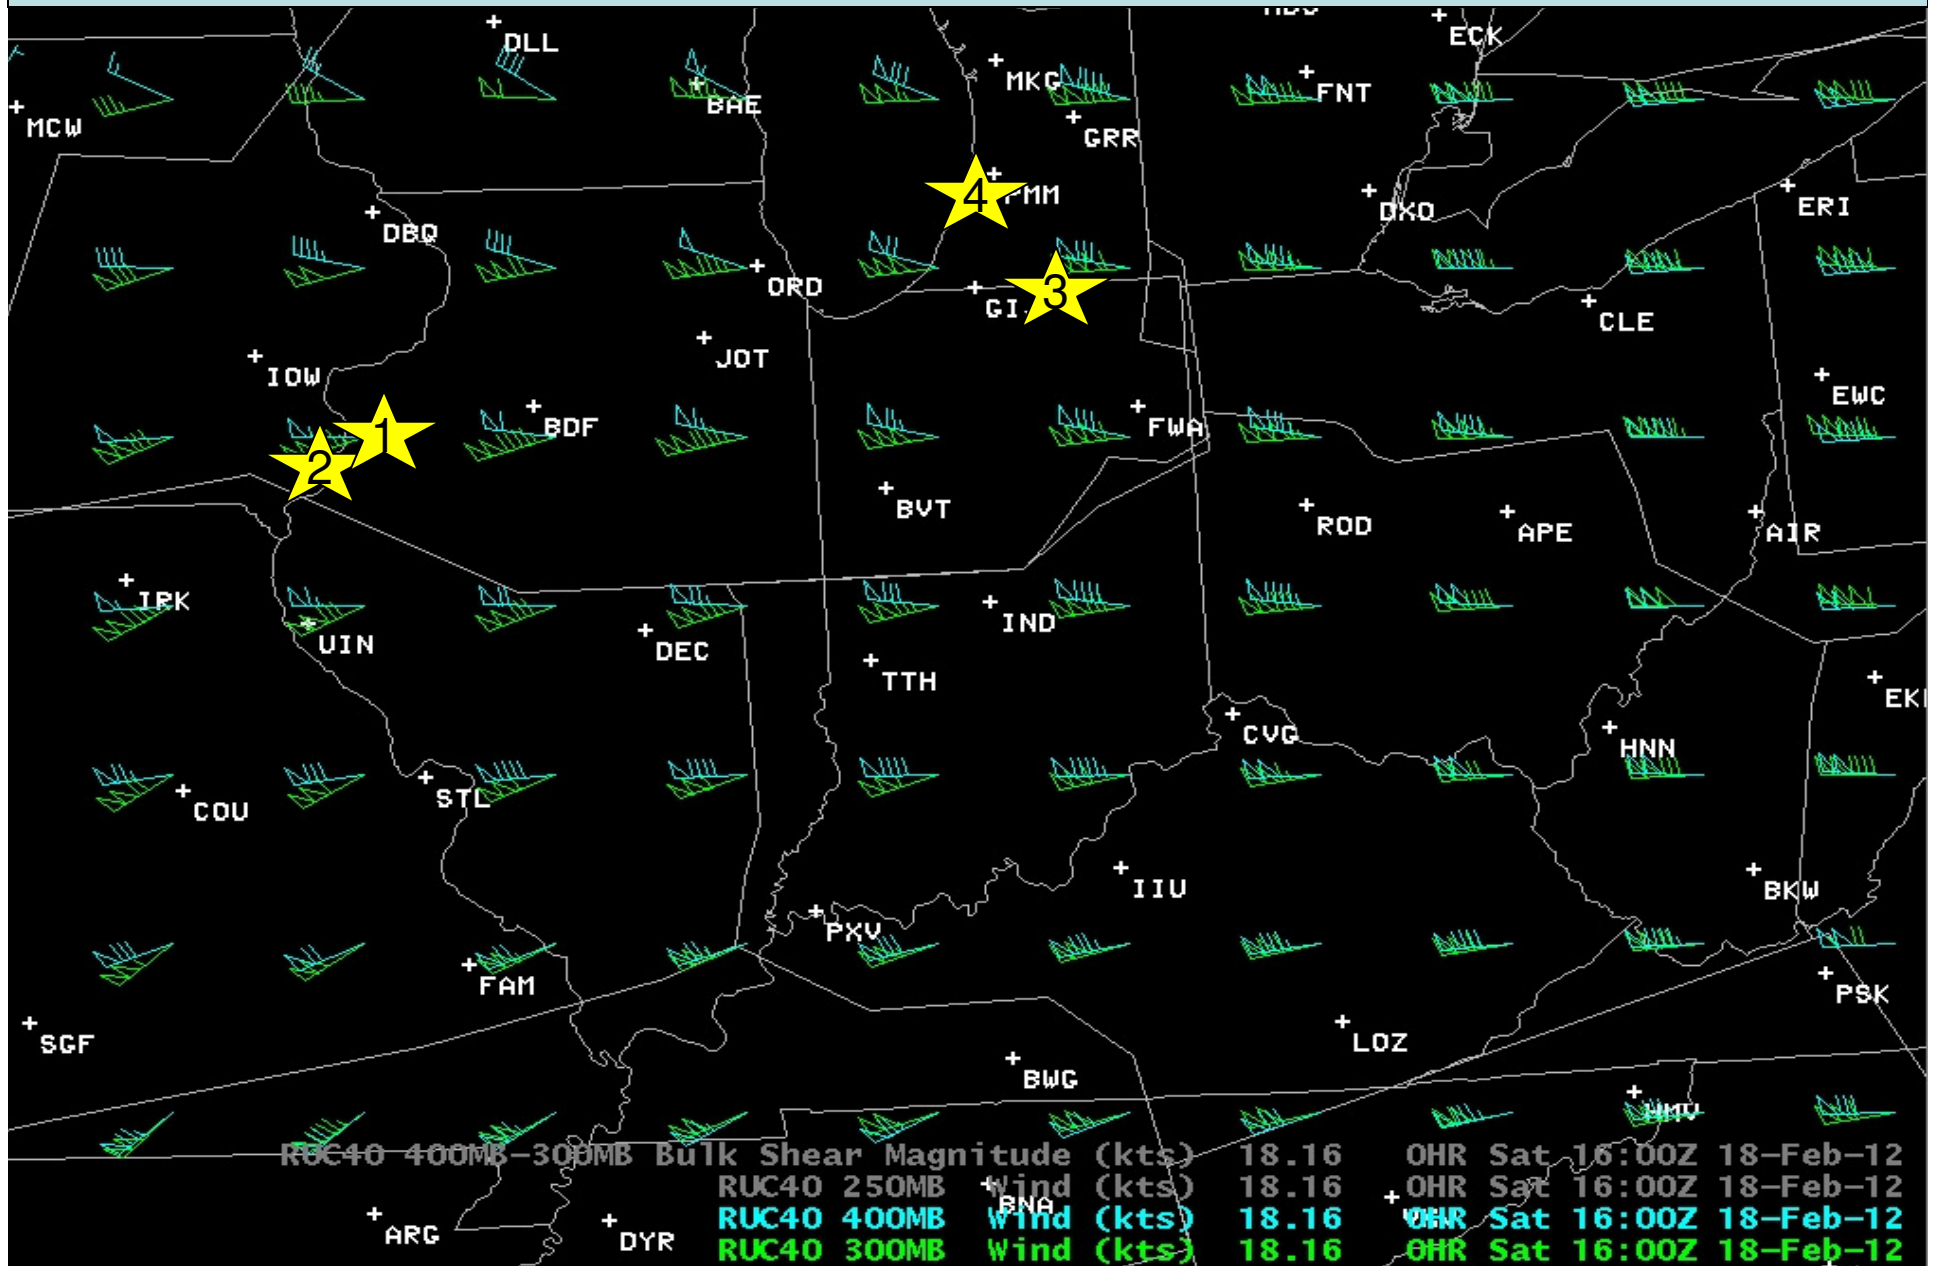 DLL
ECK
MKG
FNT
BAE
MCW
GRR
4
PMM
DXO
ERI
DBQ
ORD
3
GIJ
CLE
JOT
IOW
EWC
1
BDF
FWA
2
BVT
ROD
APE
AIR
IRK
UIN
IND
DEC
TTH
CVG
HNN
STL
COU
IIU
BKW
PXV
FAM
PSK
SGF
LOZ
BWG
HMV
RUC40 400MB-300MB Bulk Shear Magnitude (kts) 18.16 0HR Sat 16:00Z 18-Feb-12
RUC40 250MB Wind (kts) 18.16 0HR Sat 16:00Z 18-Feb-12
BNA
ARG
RUC40 400MB Wind (kts) 18.16 0HR Sat 16:00Z 18-Feb-12
DYR
RUC40 300MB Wind (kts) 18.16 0HR Sat 16:00Z 18-Feb-12